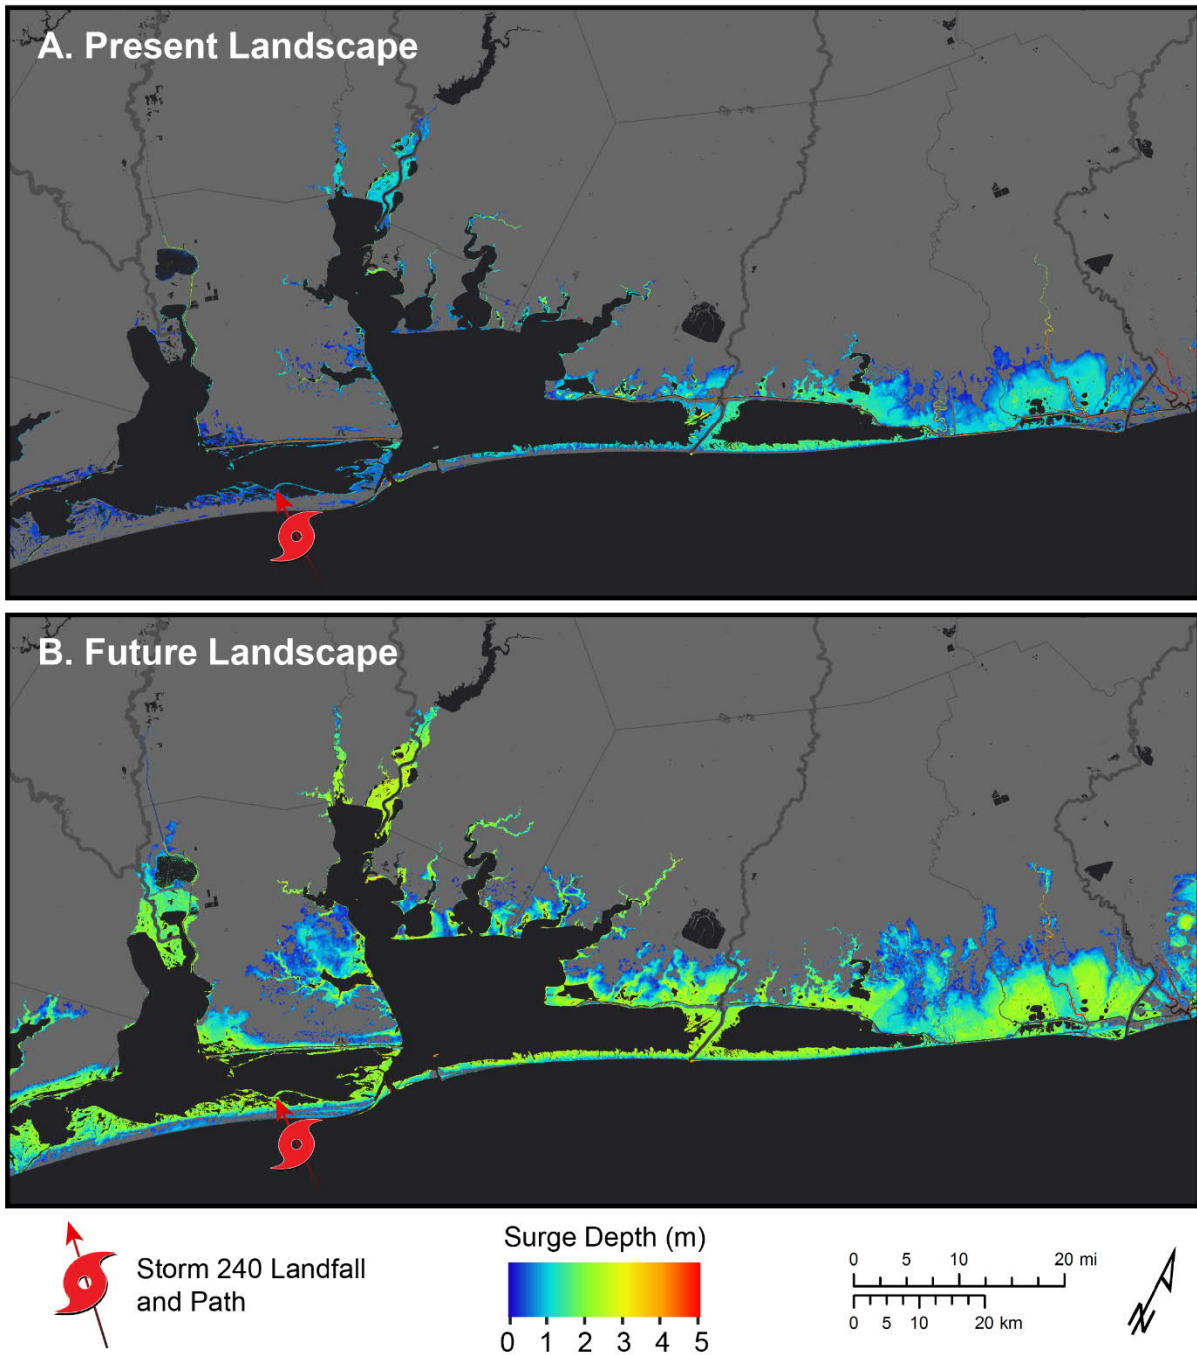 A. Present Landscape
B. Future Landscape
Storm 240 Landfall
and Path
Surge Depth (m)
0 1 2 3 4 5
0 5 10 20 mi
0 5 10 20 km
N